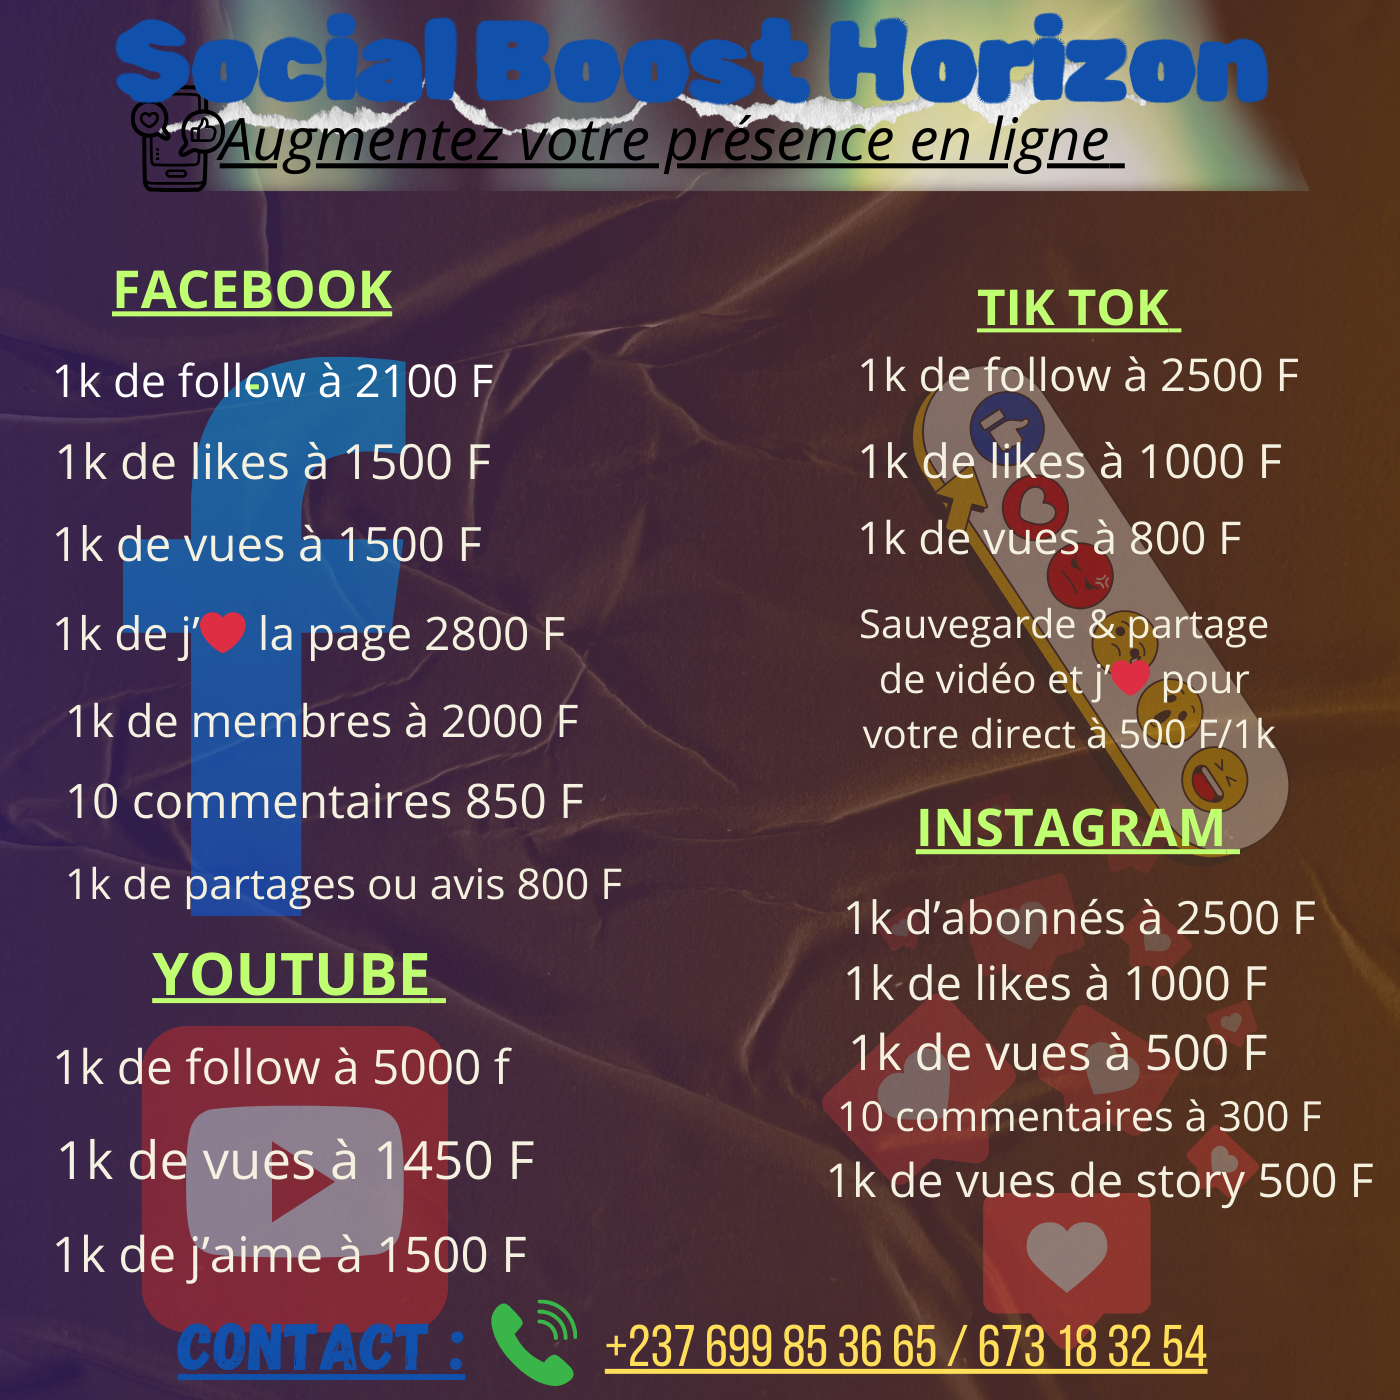 Social Boost Horizon
Augmentez votre présence en ligne
FACEBOOK
-
1k de follow à 2100 F
1k de likes à 1500 F
1k de vues à 1500 F
1k de j'❤ la page 2800 F
1k de membres à 2000 F
10 commentaires 850 F
1k de partages ou avis 800 F
YOUTUBE
1k de follow à 5000 f
1k de vues à 1450 F
1k de j'aime à 1500 F
TIK TOK
1k de follow à 2500 F
1k de likes à 1000 F
1k de vues à 800 F
Sauvegarde & partage
de vidéo et j'❤ pour
votre direct à 500 F/1k
INSTAGRAM
1k d'abonnés à 2500 F
1k de likes à 1000 F
1k de vues à 500 F
10 commentaires à 300 F
1k de vues de story 500 F
CONTACT : +237 699 85 36 65 / 673 18 32 54